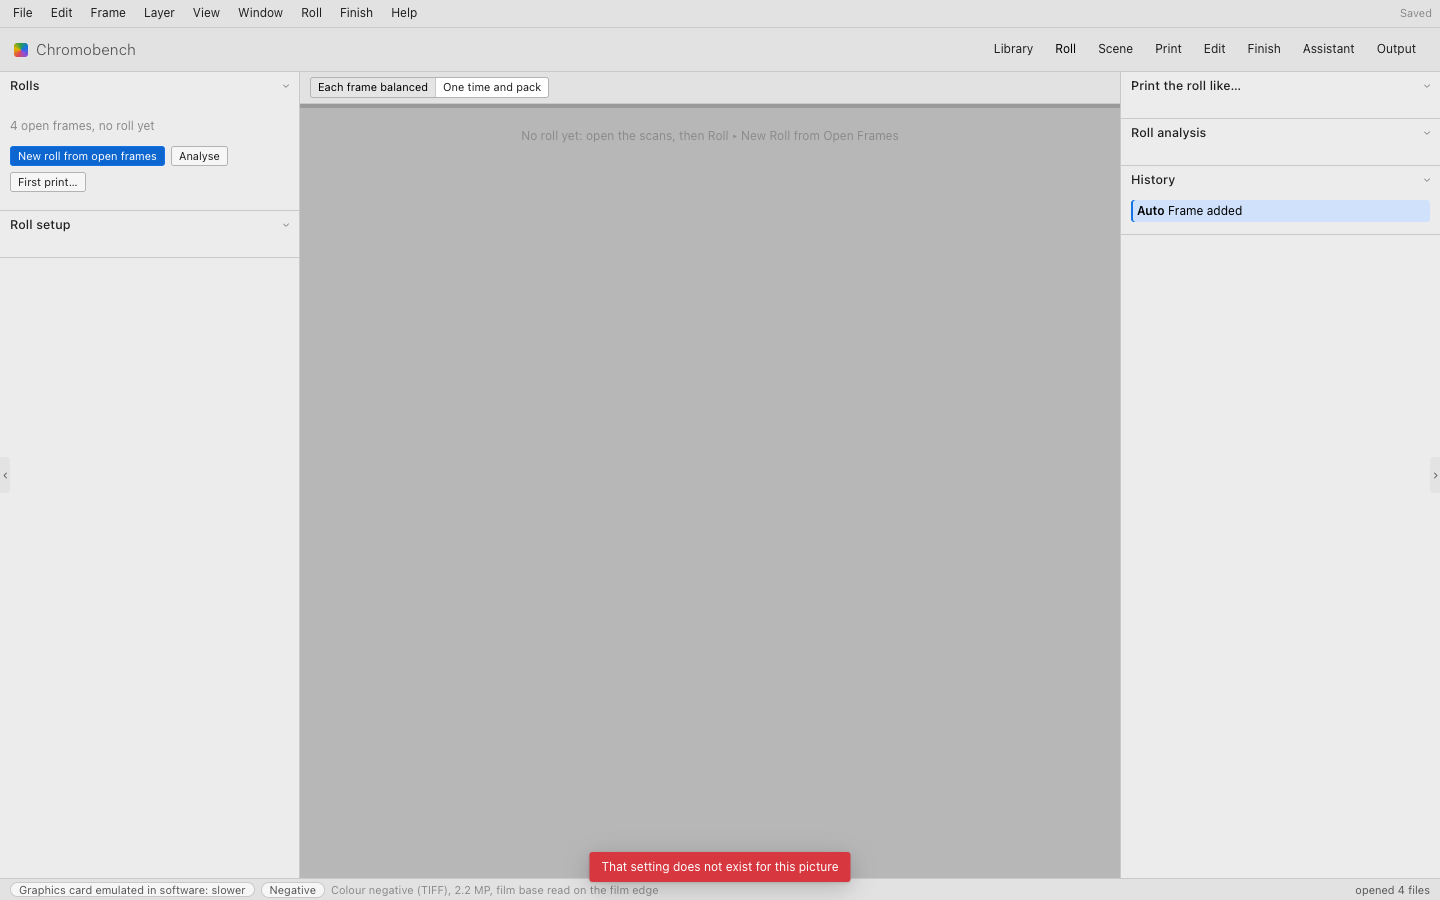 File Edit Frame Layer View Window Roll Finish Help Saved
Chromobench
Library Roll Scene Print Edit Finish Assistant Output
Rolls
4 open frames, no roll yet
New roll from open frames Analyse
First print...
Roll setup
Each frame balanced One time and pack
No roll yet: open the scans, then Roll ▸ New Roll from Open Frames
Print the roll like...
Roll analysis
History
Auto Frame added
That setting does not exist for this picture
Graphics card emulated in software: slower Negative Colour negative (TIFF), 2.2 MP, film base read on the film edge opened 4 files